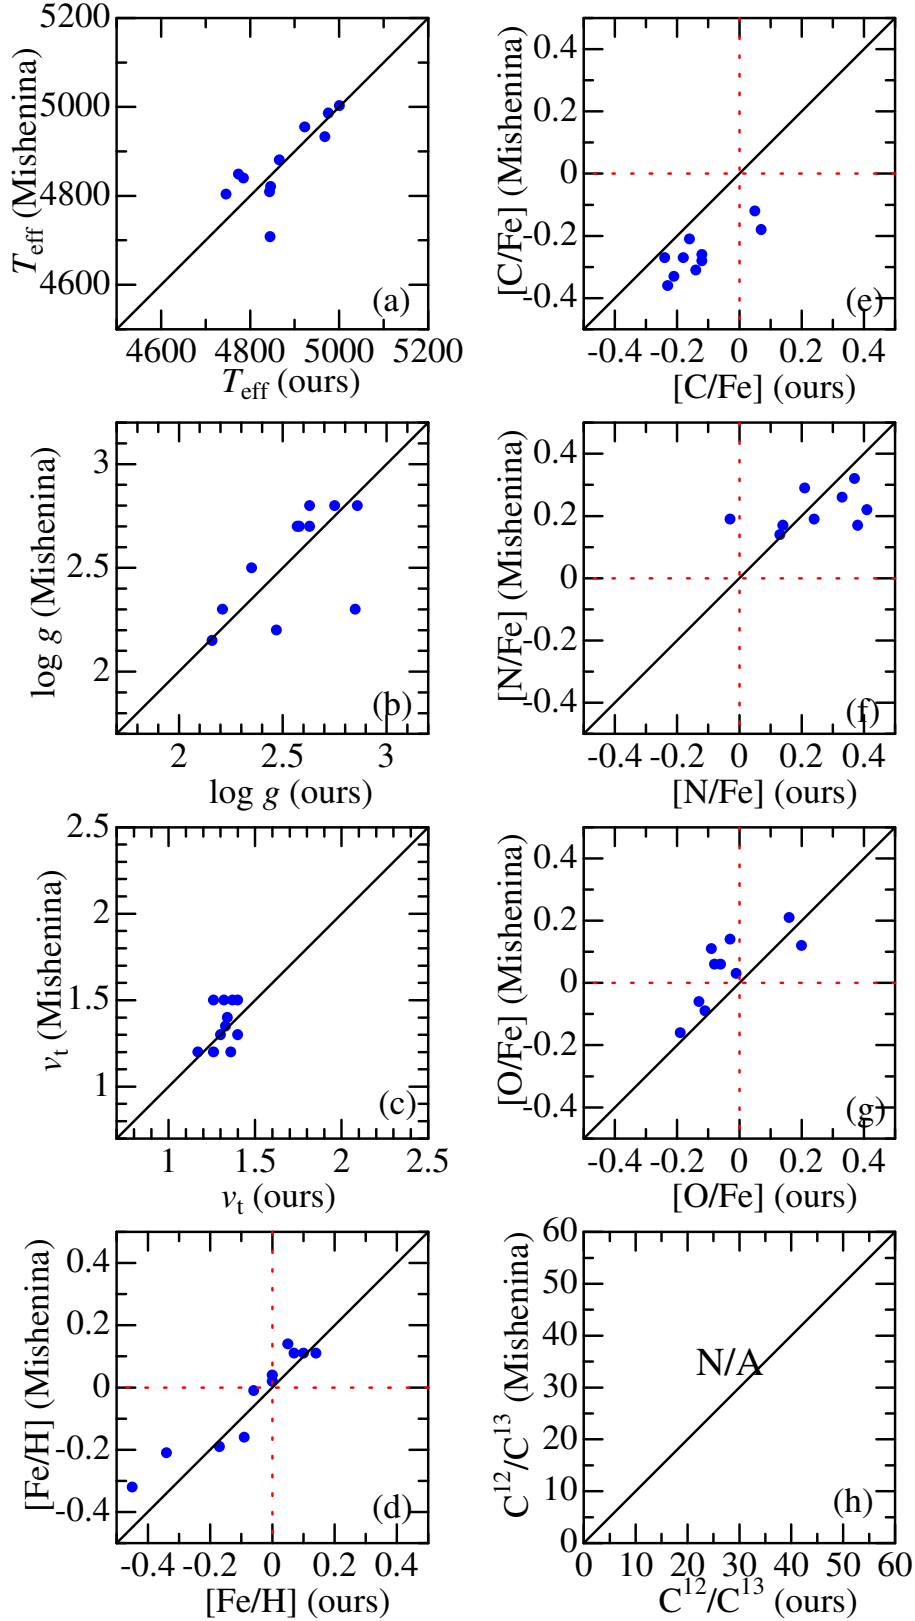 5200
5000
4800
4600
T_eff (Mishenina)
(a)
4600 4800 5000 5200
T_eff (ours)
0.4
0.2
0
-0.2
-0.4
[C/Fe] (Mishenina)
(e)
-0.4 -0.2 0 0.2 0.4
[C/Fe] (ours)
3
2.5
2
log g (Mishenina)
(b)
2 2.5 3
log g (ours)
0.4
0.2
0
-0.2
-0.4
[N/Fe] (Mishenina)
(f)
-0.4 -0.2 0 0.2 0.4
[N/Fe] (ours)
2.5
2
1.5
1
v_t (Mishenina)
(c)
1 1.5 2 2.5
v_t (ours)
0.4
0.2
0
-0.2
-0.4
[O/Fe] (Mishenina)
(g)
-0.4 -0.2 0 0.2 0.4
[O/Fe] (ours)
0.4
0.2
0
-0.2
-0.4
[Fe/H] (Mishenina)
(d)
-0.4 -0.2 0 0.2 0.4
[Fe/H] (ours)
60
50
40
30
20
10
0
C^12/C^13 (Mishenina)
N/A
(h)
0 10 20 30 40 50 60
C^12/C^13 (ours)